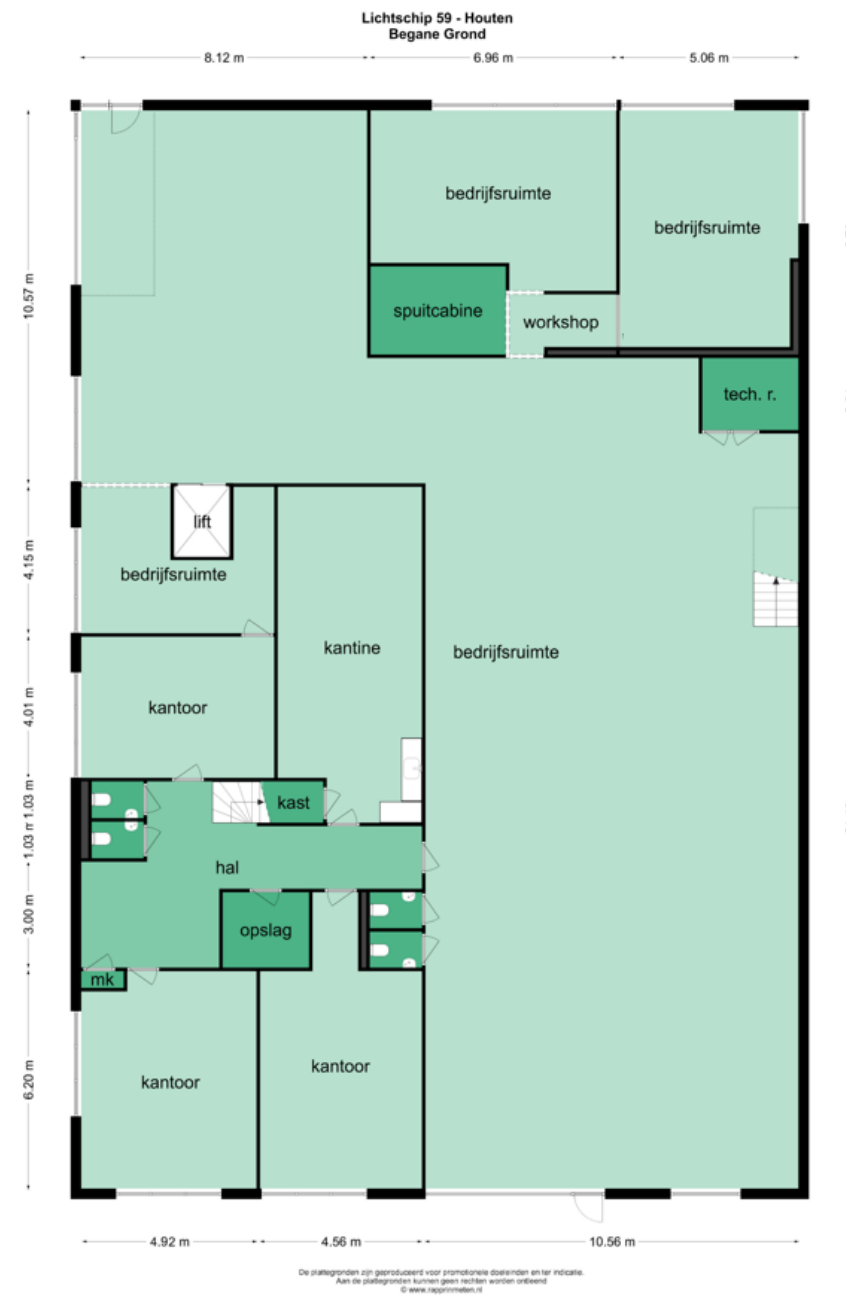 Lichtschip 59 - Houten
Begane Grond
8.12 m
6.96 m
5.06 m
bedrijfsruimte
bedrijfsruimte
10.57 m
spuitcabine
workshop
tech. r.
lift
4.15 m
bedrijfsruimte
kantine
bedrijfsruimte
4.01 m
kantoor
1.03 m
kast
1.03 m
hal
3.00 m
opslag
mk
kantoor
kantoor
6.20 m
4.92 m
4.56 m
10.56 m
De plattegronden zijn geproduceerd voor promotionele doeleinden en ter indicatie.
Aan de plattegronden kunnen geen rechten worden ontleend
© www.rapprinmeten.nl